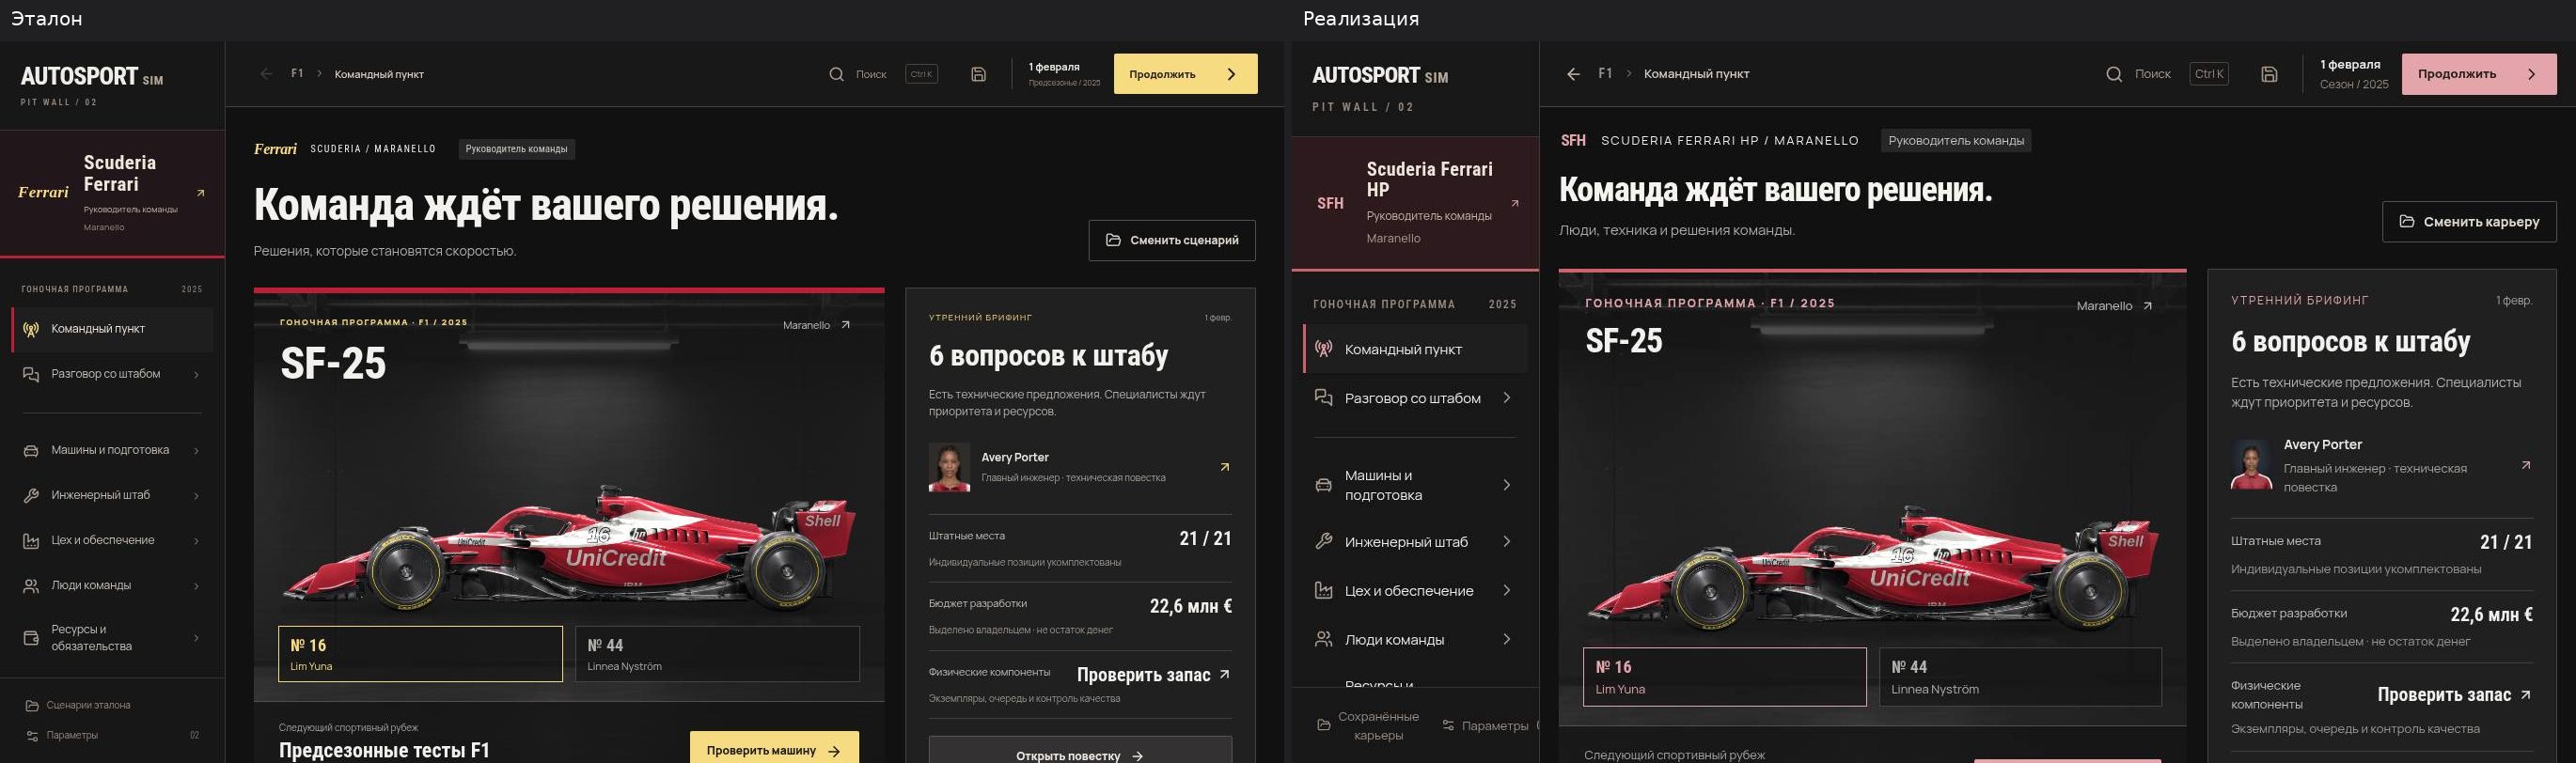 Эталон
AUTOSPORT SIM
PIT WALL / 02
Ferrari
Scuderia
Ferrari
Руководитель команды
Maranello
ГОНОЧНАЯ ПРОГРАММА 2025
Командный пункт
Разговор со штабом
Машины и подготовка
Инженерный штаб
Цех и обеспечение
Люди команды
Ресурсы и
обязательства
Сценарии эталона
Параметры 02
F1 Командный пункт
Поиск Ctrl K
1 февраля
Предсезонье / 2025
Продолжить
Ferrari SCUDERIA / MARANELLO Руководитель команды
Команда ждёт вашего решения.
Решения, которые становятся скоростью.
Сменить сценарий
ГОНОЧНАЯ ПРОГРАММА · F1 / 2025
Maranello
SF-25
Shell
16
hp
UniCredit
UniCredit
IBM
№ 16
Lim Yuna
№ 44
Linnea Nyström
Следующий спортивный рубеж
Предсезонные тесты F1
Проверить машину
УТРЕННИЙ БРИФИНГ 1 февр.
6 вопросов к штабу
Есть технические предложения. Специалисты ждут
приоритета и ресурсов.
Avery Porter
Главный инженер · техническая повестка
Штатные места 21 / 21
Индивидуальные позиции укомплектованы
Бюджет разработки 22,6 млн €
Выделено владельцем · не остаток денег
Физические компоненты Проверить запас
Экземпляры, очередь и контроль качества
Открыть повестку
Реализация
AUTOSPORT SIM
PIT WALL / 02
SFH
Scuderia Ferrari
HP
Руководитель команды
Maranello
ГОНОЧНАЯ ПРОГРАММА 2025
Командный пункт
Разговор со штабом
Машины и
подготовка
Инженерный штаб
Цех и обеспечение
Люди команды
Ресурсы и
Сохранённые
карьеры
Параметры
F1 Командный пункт
Поиск Ctrl K
1 февраля
Сезон / 2025
Продолжить
SFH SCUDERIA FERRARI HP / MARANELLO Руководитель команды
Команда ждёт вашего решения.
Люди, техника и решения команды.
Сменить карьеру
ГОНОЧНАЯ ПРОГРАММА · F1 / 2025
Maranello
SF-25
Shell
16
hp
UniCredit
IBM
№ 16
Lim Yuna
№ 44
Linnea Nyström
Следующий спортивный рубеж
УТРЕННИЙ БРИФИНГ 1 февр.
6 вопросов к штабу
Есть технические предложения. Специалисты
ждут приоритета и ресурсов.
Avery Porter
Главный инженер · техническая
повестка
Штатные места 21 / 21
Индивидуальные позиции укомплектованы
Бюджет разработки 22,6 млн €
Выделено владельцем · не остаток денег
Физические
компоненты
Проверить запас
Экземпляры, очередь и контроль качества